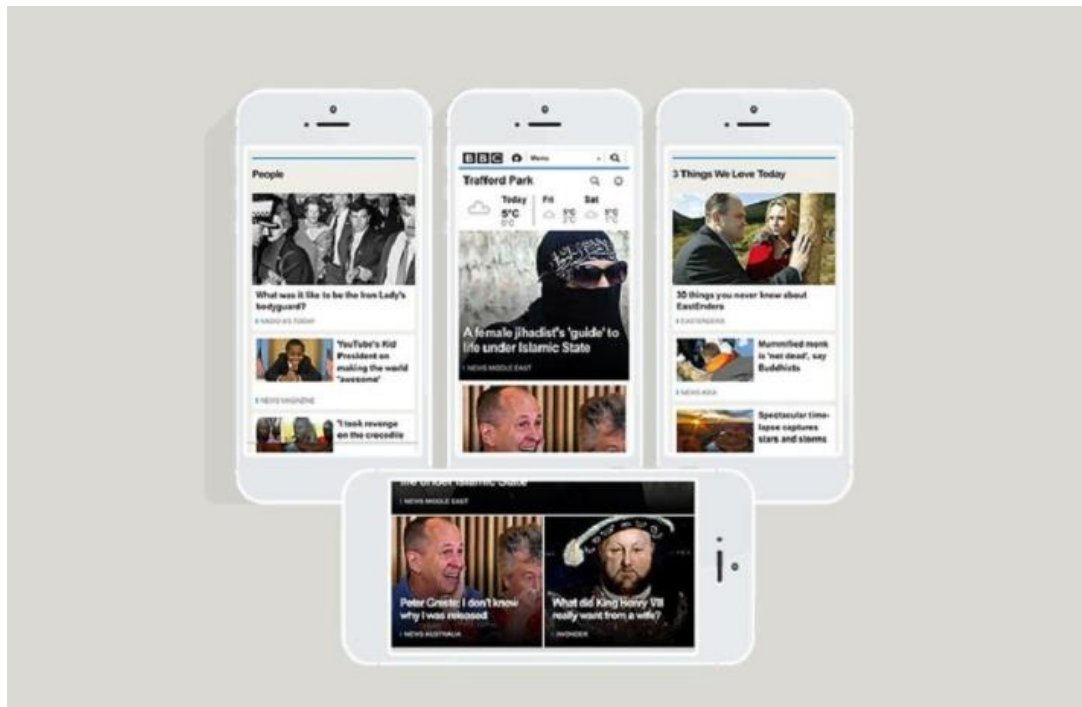 People
What was it like to be the Iron Lady's
bodyguard?
RADIO 4'S TODAY
YouTube's Kid
President on
making the world
'awesome'
NEWS MAGAZINE
'I took revenge
on the crocodile
BBC Menu
Trafford Park
Today Fri Sat
5°C
A female jihadist's 'guide' to
life under Islamic State
NEWS MIDDLE EAST
3 Things We Love Today
30 things you never knew about
EastEnders
EASTENDERS
Mummified monk
is 'not dead', say
Buddhists
NEWS ASIA
Spectacular time-
lapse captures
stars and storms
life under Islamic State
NEWS MIDDLE EAST
Peter Greste: I don't know
why I was released
NEWS AUSTRALIA
What did King Henry VIII
really want from a wife?
IWONDER